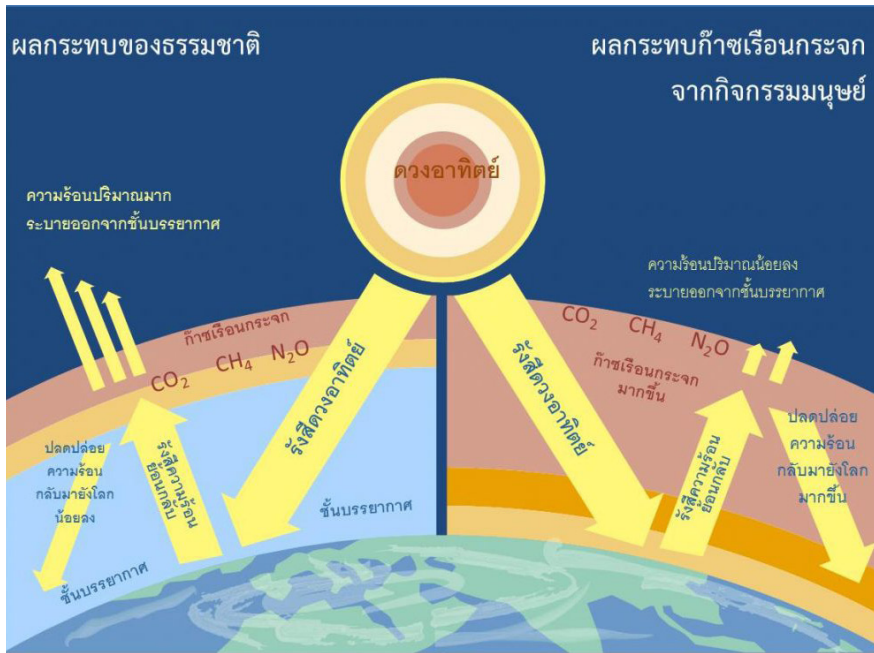 ผลกระทบของธรรมชาติ
ผลกระทบก๊าซเรือนกระจก
จากกิจกรรมมนุษย์
ดวงอาทิตย์
ความร้อนปริมาณมาก
ระบายออกจากชั้นบรรยากาศ
ก๊าซเรือนกระจก
CO2 CH4 N2O
รังสีดวงอาทิตย์
รังสีความร้อน
ย้อนกลับ
ปลดปล่อย
ความร้อน
กลับมายังโลก
น้อยลง
ชั้นบรรยากาศ
ชั้นบรรยากาศ
ความร้อนปริมาณน้อยลง
ระบายออกจากชั้นบรรยากาศ
CO2 CH4 N2O
ก๊าซเรือนกระจก
มากขึ้น
รังสีดวงอาทิตย์
รังสีความร้อน
ย้อนกลับ
ปลดปล่อย
ความร้อน
กลับมายังโลก
มากขึ้น